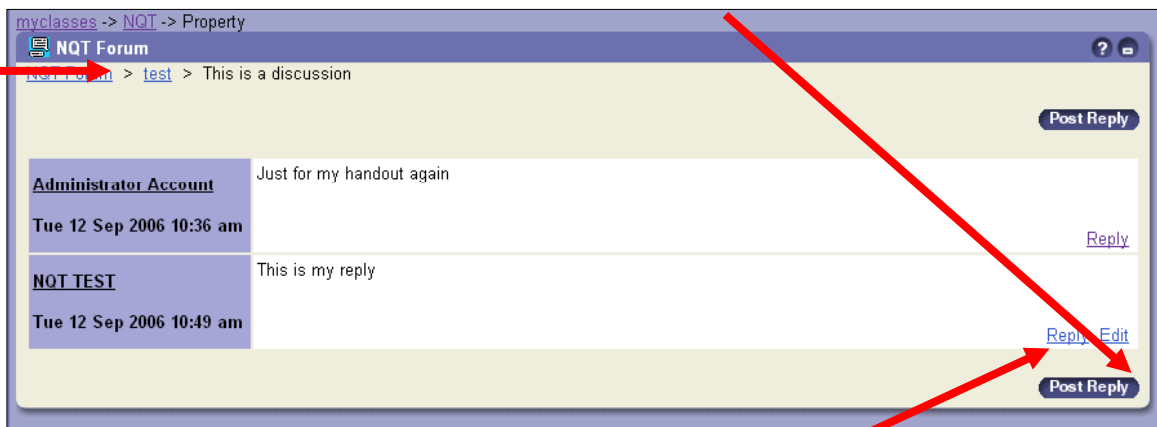 myclasses -> NQT -> Property
NQT Forum
NQT Forum > test > This is a discussion
Post Reply
Administrator Account
Tue 12 Sep 2006 10:36 am
Just for my handout again
Reply
NQT TEST
Tue 12 Sep 2006 10:49 am
This is my reply
Reply Edit
Post Reply